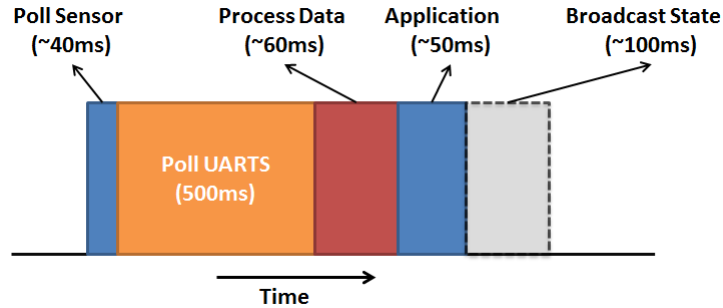 Poll Sensor
(~40ms)
Process Data
(~60ms)
Application
(~50ms)
Broadcast State
(~100ms)
Poll UARTS
(500ms)
Time